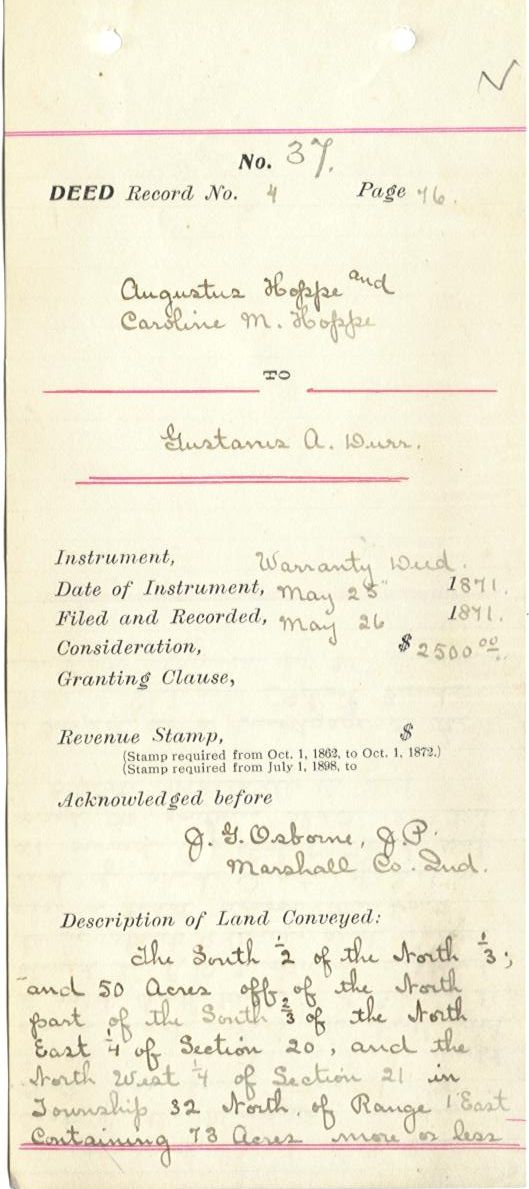 No. 37.
DEED Record No. 4 Page 76.
Augustus Hoppe and
Caroline M. Hoppe
TO
Gustavus A. Durr.
Instrument, Warranty Deed.
Date of Instrument, May 25" 1871.
Filed and Recorded, May 26 1871.
Consideration, $2500 00/..
Granting Clause,
Revenue Stamp, $
(Stamp required from Oct. 1, 1862, to Oct. 1, 1872.)
(Stamp required from July 1, 1898, to
Acknowledged before
J. G. Osborne, J.P.
Marshall Co. Ind.
Description of Land Conveyed:
The South 1/2 of the North 1/3;
and 50 Acres off of the North
part of the South 2/3 of the North
East 1/4 of Section 20, and the
North West 1/4 of Section 21 in
Township 32 North, of Range 1 East
Containing 73 Acres more or less